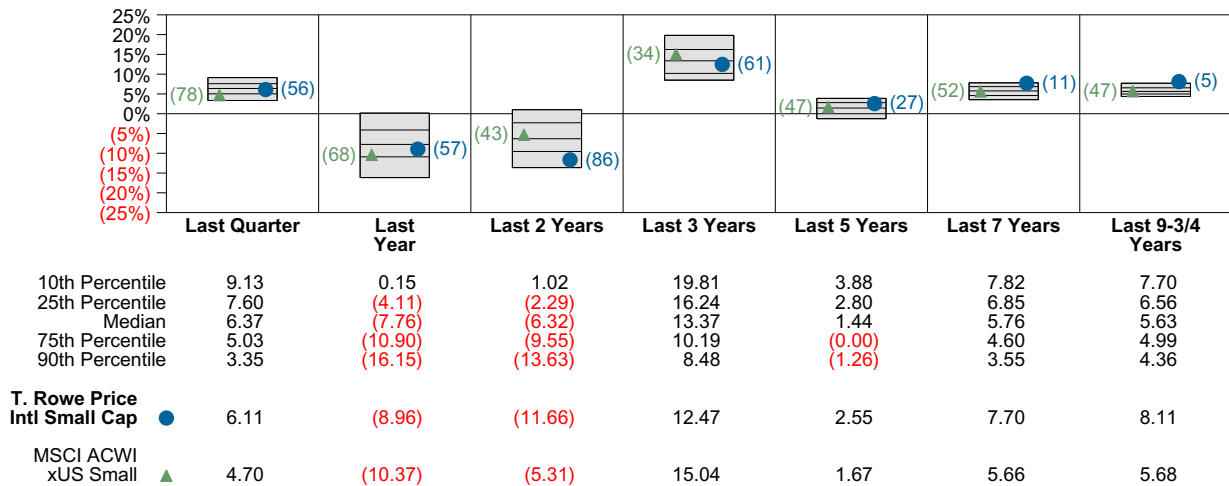 25%
20%
15%
10%
5%
0%
(5%)
(10%)
(15%)
(20%)
(25%)
(78) (56)
(68) (57)
(43) (86)
(34) (61)
(47) (27)
(52) (11)
(47) (5)
Last Quarter Last Year Last 2 Years Last 3 Years Last 5 Years Last 7 Years Last 9-3/4 Years
10th Percentile 9.13 0.15 1.02 19.81 3.88 7.82 7.70
25th Percentile 7.60 (4.11) (2.29) 16.24 2.80 6.85 6.56
Median 6.37 (7.76) (6.32) 13.37 1.44 5.76 5.63
75th Percentile 5.03 (10.90) (9.55) 10.19 (0.00) 4.60 4.99
90th Percentile 3.35 (16.15) (13.63) 8.48 (1.26) 3.55 4.36
T. Rowe Price
Intl Small Cap 6.11 (8.96) (11.66) 12.47 2.55 7.70 8.11
MSCI ACWI
xUS Small 4.70 (10.37) (5.31) 15.04 1.67 5.66 5.68